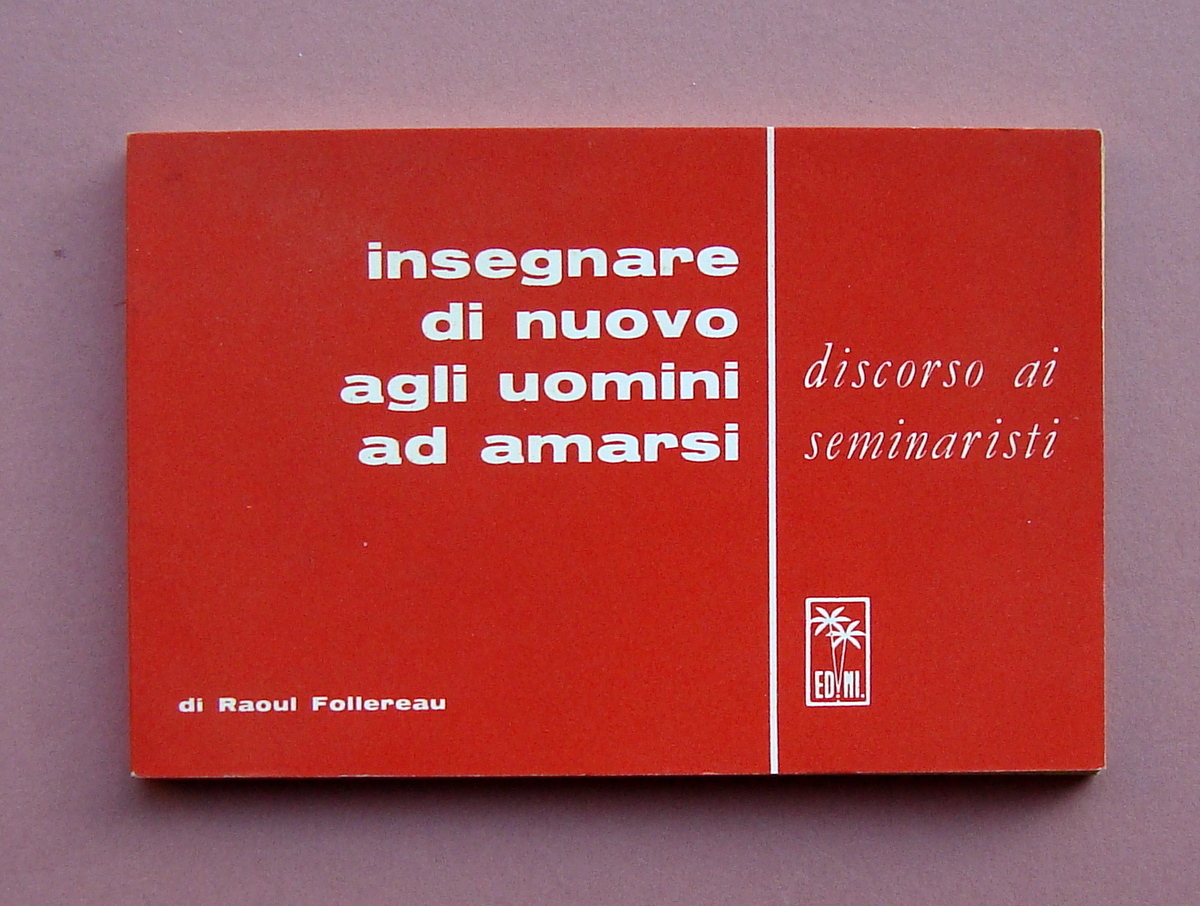 insegnare
di nuovo
agli uomini
ad amarsi
discorso ai
seminaristi
di Raoul Follereau
ED.MI.